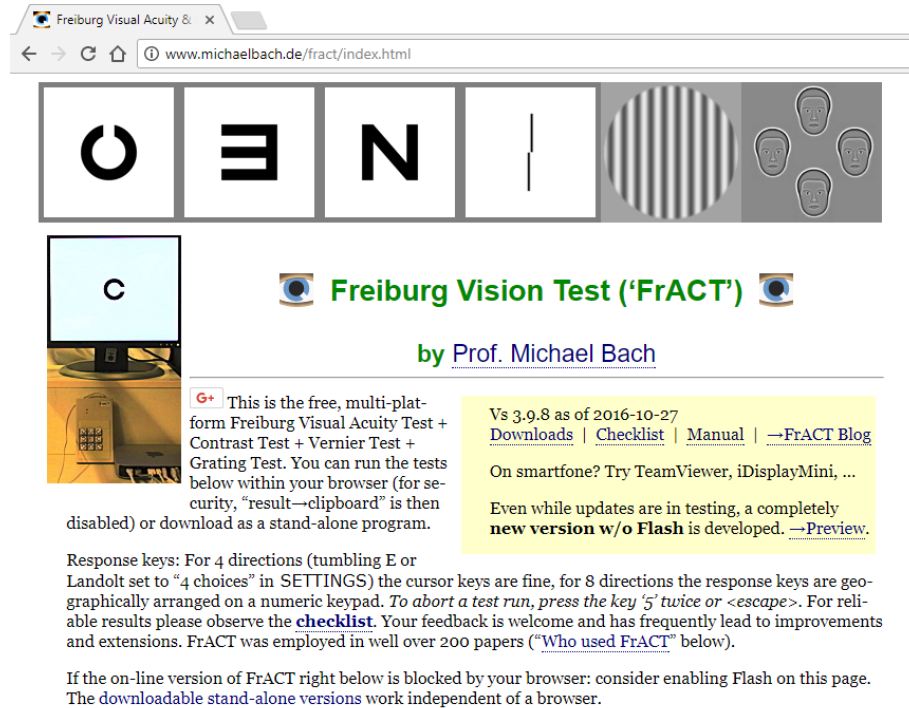 Freiburg Visual Acuity &
www.michaelbach.de/fract/index.html
C E N
C
Freiburg Vision Test (‘FrACT’)
by Prof. Michael Bach
G+ This is the free, multi-plat-
form Freiburg Visual Acuity Test +
Contrast Test + Vernier Test +
Grating Test. You can run the tests
below within your browser (for se-
curity, “result→clipboard” is then
disabled) or download as a stand-alone program.
Vs 3.9.8 as of 2016-10-27
Downloads | Checklist | Manual | →FrACT Blog
On smartfone? Try TeamViewer, iDisplayMini, ...
Even while updates are in testing, a completely
new version w/o Flash is developed. →Preview.
Response keys: For 4 directions (tumbling E or
Landolt set to “4 choices” in SETTINGS) the cursor keys are fine, for 8 directions the response keys are geo-
graphically arranged on a numeric keypad. To abort a test run, press the key ‘5’ twice or <escape>. For reli-
able results please observe the checklist. Your feedback is welcome and has frequently lead to improvements
and extensions. FrACT was employed in well over 200 papers (“Who used FrACT” below).
If the on-line version of FrACT right below is blocked by your browser: consider enabling Flash on this page.
The downloadable stand-alone versions work independent of a browser.